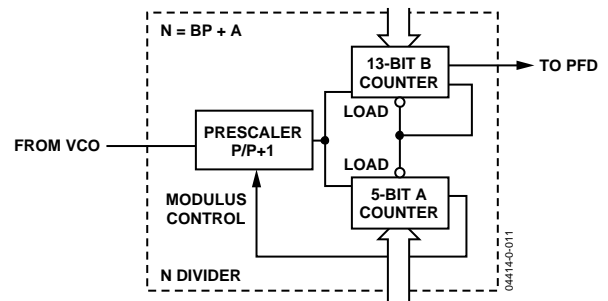 N = BP + A
13-BIT B
COUNTER
TO PFD
LOAD
PRESCALER
P/P+1
FROM VCO
LOAD
MODULUS
CONTROL
5-BIT A
COUNTER
N DIVIDER
04414-0-011